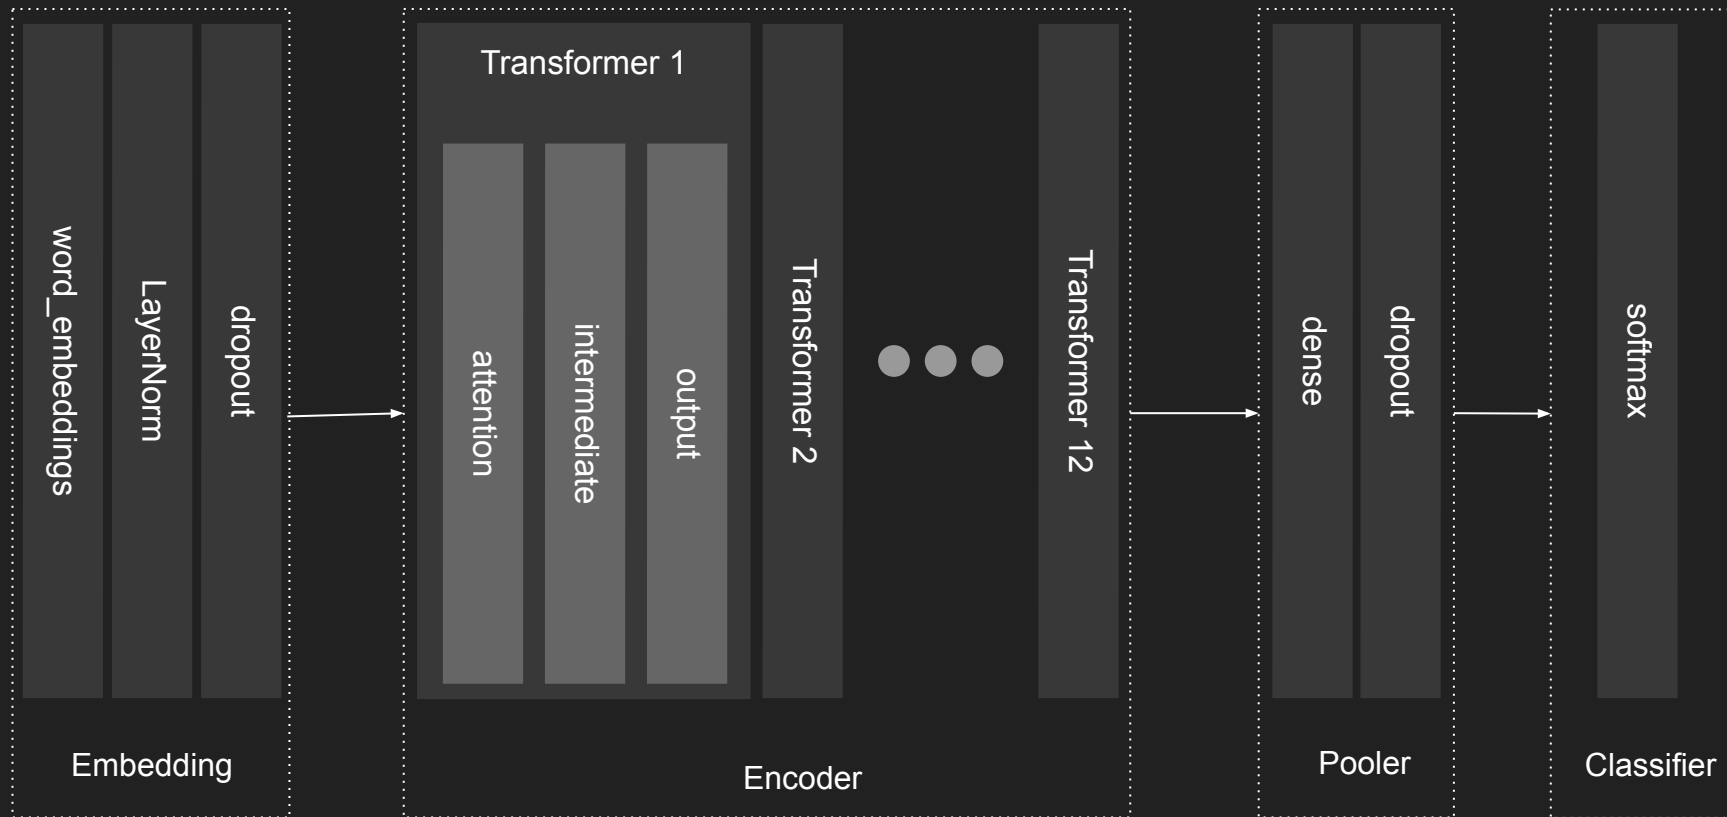 word_embeddings
LayerNorm
dropout
Embedding
Transformer 1
attention
intermediate
output
Transformer 2
Transformer 12
Encoder
dense
dropout
Pooler
softmax
Classifier